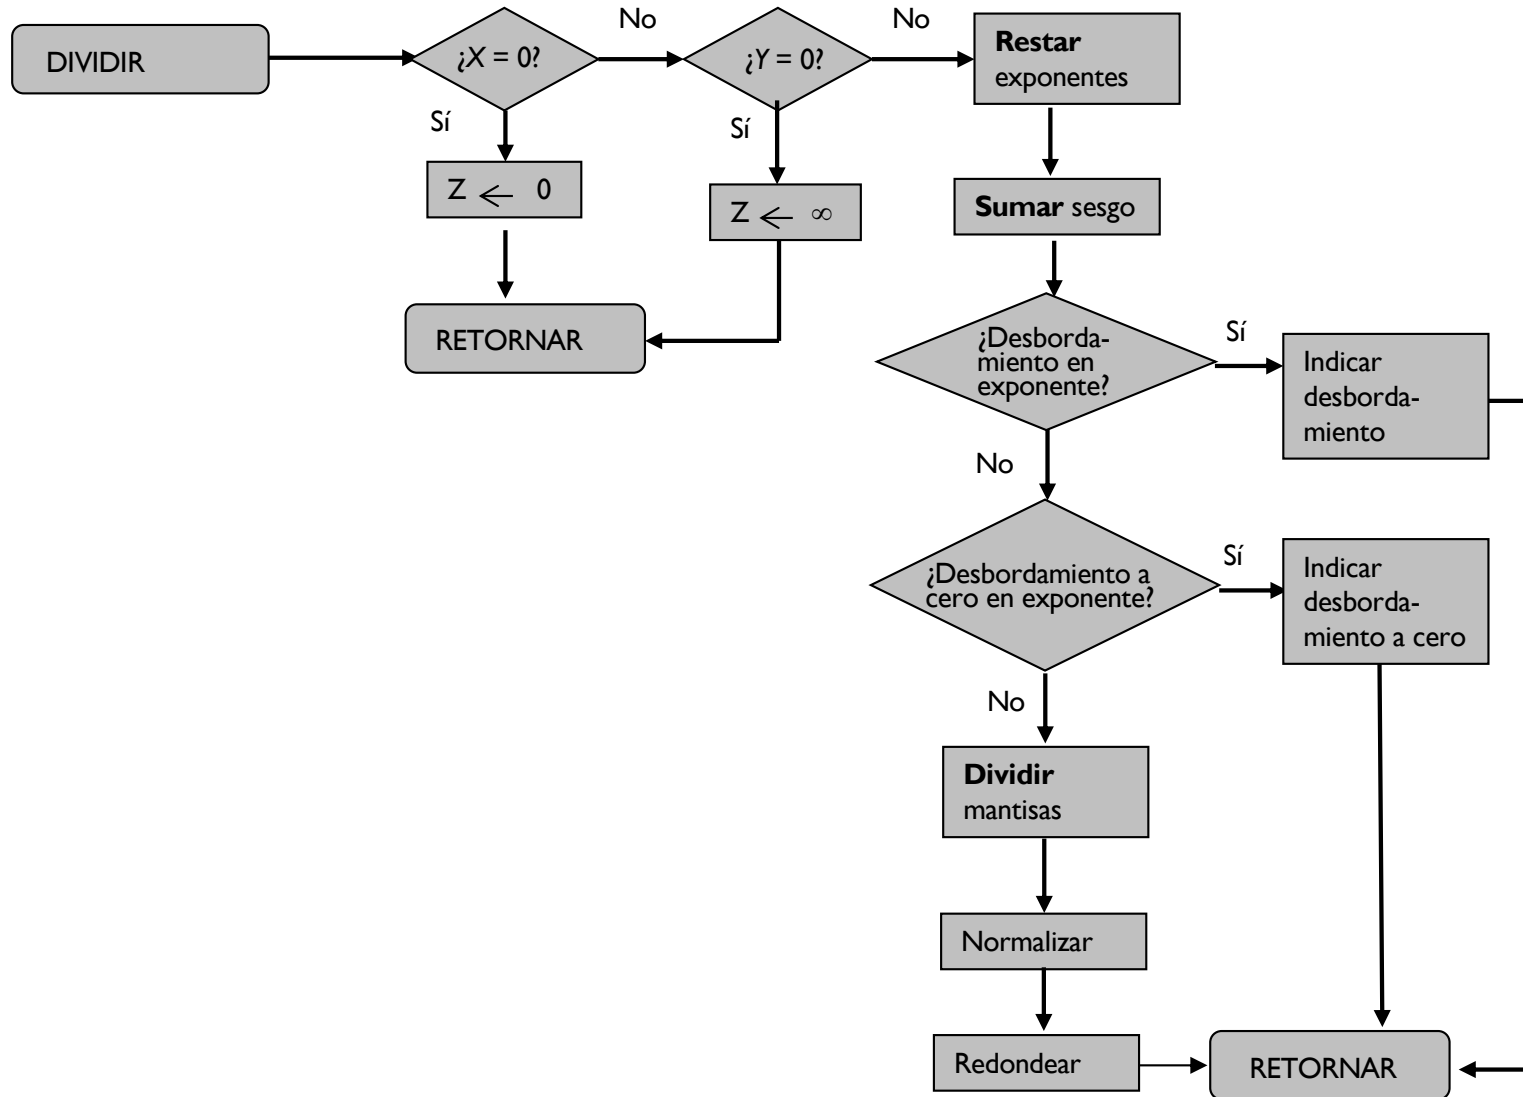 DIVIDIR
¿X = 0?
No
¿Y = 0?
No
Restar
exponentes
Sí
Sí
Z ← 0
Z ← ∞
Sumar sesgo
RETORNAR
¿Desborda-
miento en
exponente?
Sí
Indicar
desborda-
miento
No
¿Desbordamiento a
cero en exponente?
Sí
Indicar
desborda-
miento a cero
No
Dividir
mantisas
Normalizar
Redondear
RETORNAR